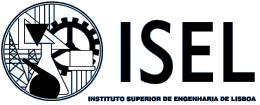 ISEL
INSTITUTO SUPERIOR DE ENGENHARIA DE LISBOA